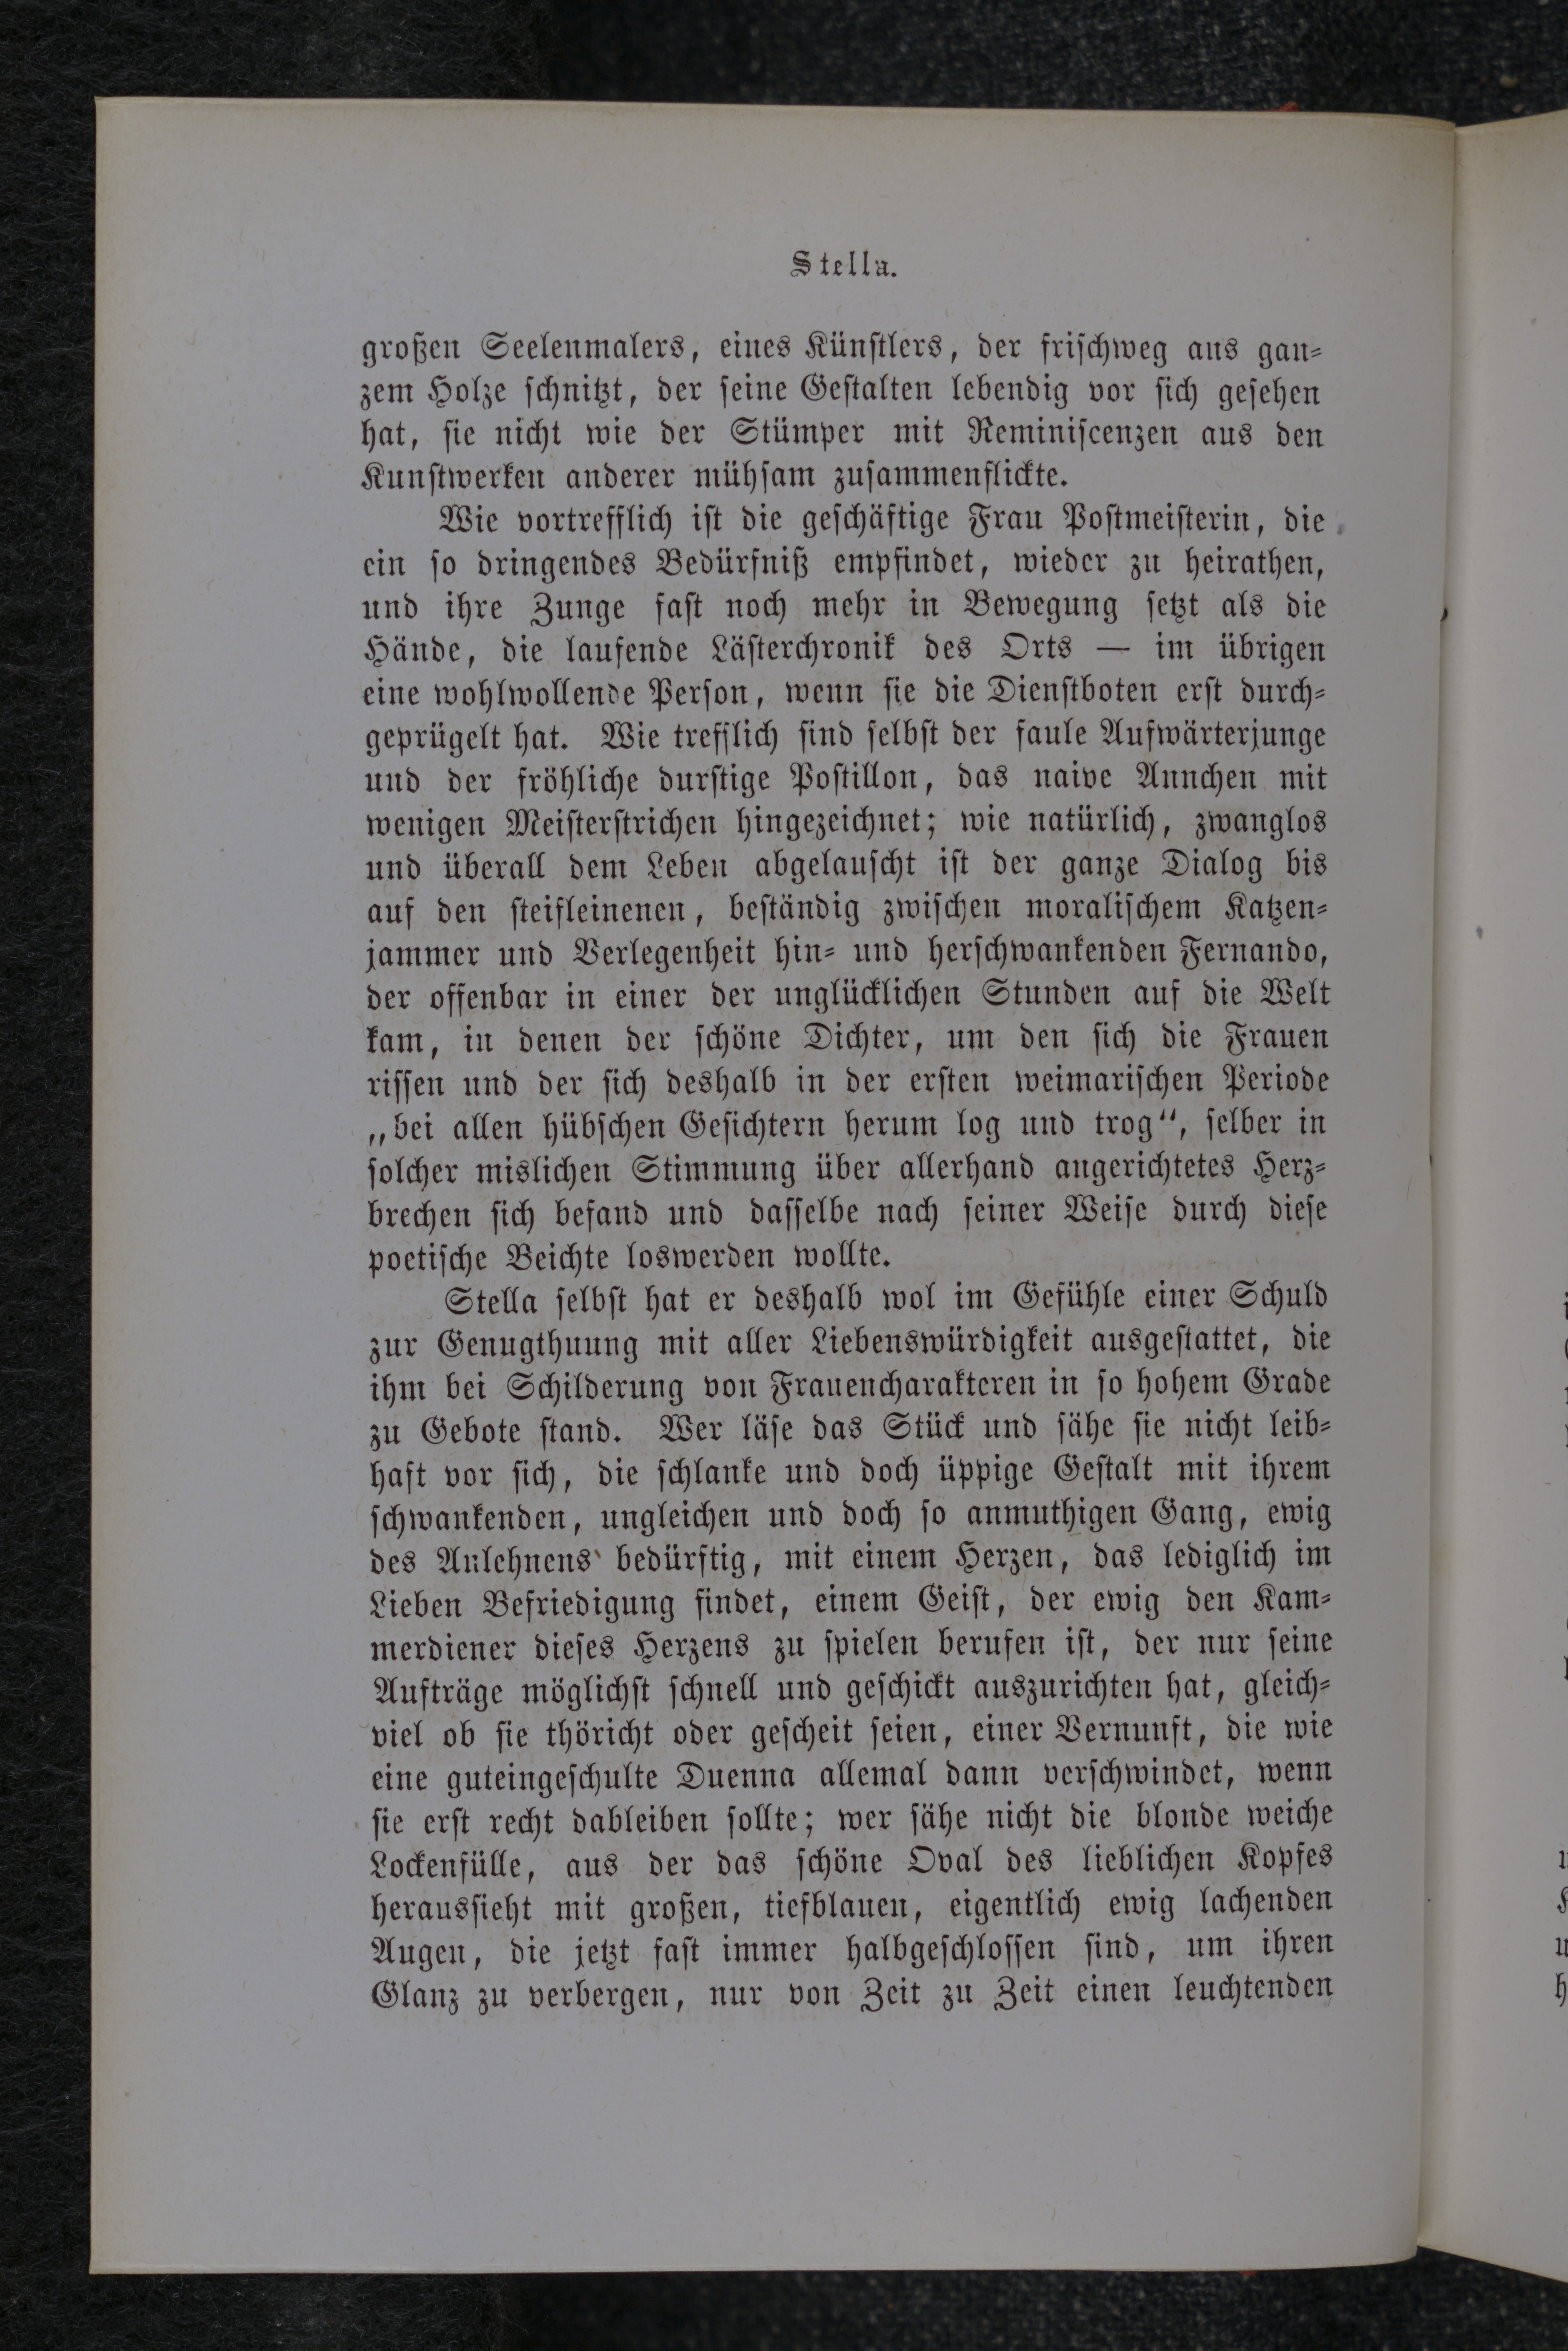 Stella.
großen Seelenmalers, eines Künstlers, der frischweg aus gan-
zem Holze schnitzt, der seine Gestalten lebendig vor sich gesehen
hat, sie nicht wie der Stümper mit Reminiscenzen aus den
Kunstwerken anderer mühsam zusammenflickte.
Wie vortrefflich ist die geschäftige Frau Postmeisterin, die
ein so dringendes Bedürfniß empfindet, wieder zu heirathen,
und ihre Zunge fast noch mehr in Bewegung setzt als die
Hände, die laufende Lästerchronik des Orts — im übrigen
eine wohlwollende Person, wenn sie die Dienstboten erst durch-
geprügelt hat. Wie trefflich sind selbst der faule Aufwärterjunge
und der fröhliche durstige Postillon, das naive Annchen mit
wenigen Meisterstrichen hingezeichnet; wie natürlich, zwanglos
und überall dem Leben abgelauscht ist der ganze Dialog bis
auf den steifleinenen, beständig zwischen moralischem Katzen-
jammer und Verlegenheit hin- und herschwankenden Fernando,
der offenbar in einer der unglücklichen Stunden auf die Welt
kam, in denen der schöne Dichter, um den sich die Frauen
rissen und der sich deshalb in der ersten weimarischen Periode
„bei allen hübschen Gesichtern herum log und trog“, selber in
solcher mislichen Stimmung über allerhand angerichtetes Herz-
brechen sich befand und dasselbe nach seiner Weise durch diese
poetische Beichte loswerden wollte.
Stella selbst hat er deshalb wol im Gefühle einer Schuld
zur Genugthuung mit aller Liebenswürdigkeit ausgestattet, die
ihm bei Schilderung von Frauencharakteren in so hohem Grade
zu Gebote stand. Wer läse das Stück und sähe sie nicht leib-
haft vor sich, die schlanke und doch üppige Gestalt mit ihrem
schwankenden, ungleichen und doch so anmuthigen Gang, ewig
des Anlehnens bedürftig, mit einem Herzen, das lediglich im
Lieben Befriedigung findet, einem Geist, der ewig den Kam-
merdiener dieses Herzens zu spielen berufen ist, der nur seine
Aufträge möglichst schnell und geschickt auszurichten hat, gleich-
viel ob sie thöricht oder gescheit seien, einer Vernunft, die wie
eine guteingeschulte Duenna allemal dann verschwindet, wenn
sie erst recht dableiben sollte; wer sähe nicht die blonde weiche
Lockenfülle, aus der das schöne Oval des lieblichen Kopfes
heraussieht mit großen, tiefblauen, eigentlich ewig lachenden
Augen, die jetzt fast immer halbgeschlossen sind, um ihren
Glanz zu verbergen, nur von Zeit zu Zeit einen leuchtenden